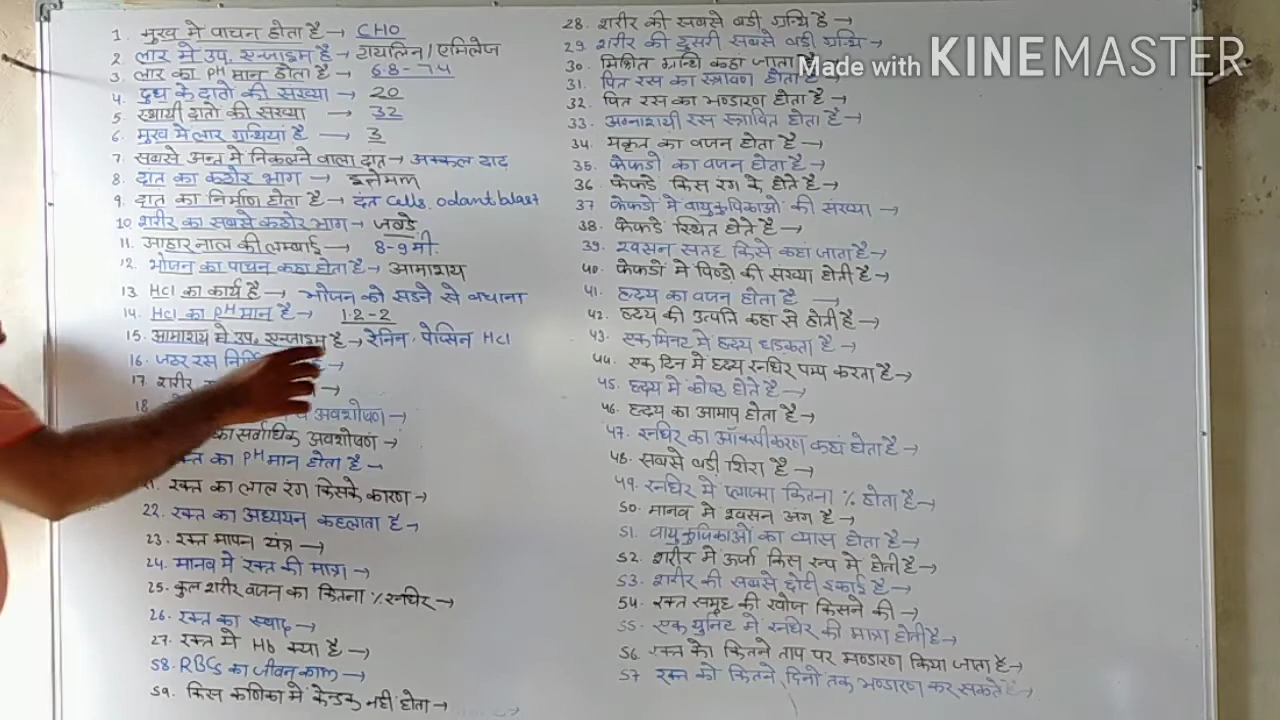 1. मुख मे पाचन होता है → CHO
2. लार मे उप. एन्जाइम है → टायलिन/एमिलेज
3. लार का PH मान होता है → 6.8-7.4
4. दुध के दातो की संख्या → 20
5. स्थायी दातो की संख्या → 32
6. मुख मे लार ग्रन्थियां है → 3
7. सबसे अन्त मे निकलने वाला दांत → अक्कल दाढ
8. दांत का कठोर भाग → इनेमल
9. दांत का निर्माण होता है → दंत cells. odantblast
10. शरीर का सबसे कठोर भाग → जबडे
11. आहार नाल की लम्बाई → 8-9मी.
12. भोजन का पाचन कहा होता है → आमाशय
13. HCl का कार्य है → भोजन को सडने से बचाना
14. HCl का PH मान है → 1.2-2
15. आमाशय मे उप. एन्जाइम है → रेनिन, पेप्सिन HCl
16. जठर रस →
17. शरीर →
18 अवशोषण →
का सर्वाधिक अवशोषण →
का PH मान होता है →
रक्त का लाल रंग किसके कारण →
22. रक्त का अध्ययन कहलाता है →
23. रक्त मापन यंत्र →
24. मानव मे रक्त की मात्रा →
25. कुल शरीर वजन का कितना % रूधिर →
26. रक्त का स्वाद →
27. रक्त मे Hb क्या है →
58. RBCs का जीवन काल →
59. किस कणिका मे केन्द्रक नही होता →
28. शरीर की सबसे बडी ग्रन्थि है →
29. शरीर की दुसरी सबसे बडी ग्रन्थि →
30. मिश्रित ग्रन्थि कहा जाता
Made with KINEMASTER
31. पित रस का स्त्रावण होता है
32. पित रस का भण्डारण होता है →
33. अग्नाशयी रस स्त्रावित होता है →
34. यकृत का वजन होता है →
35. फेफडो का वजन होता है →
36. फेफडे किस रंग के होते है →
37. फेफडो मे वायुकुपिकाओ की संख्या →
38. फेफडे स्थित होते है →
39. श्वसन सतह किसे कहा जाता है →
40. फेफडो मे पिण्डो की संख्या होती है →
41. हृदय का वजन होता है →
42. हृदय की उत्पति कहा से होती है →
43. एक मिनट मे हृदय धडकता है →
44. एक दिन मे हृदय रूधिर पम्प करता है →
45. हृदय मे कोष्ठ होते है →
46. हृदय का आमाप होता है →
47. रूधिर का ऑक्सीकरण कहां होता है →
48. सबसे बडी शिरा है →
49. रूधिर मे प्लाज्मा कितना % होता है →
50. मानव मे श्वसन अंग है →
51. वायुकुपिकाओ का व्यास होता है →
52. शरीर मे ऊर्जा किस रूप मे होती है →
53. शरीर की सबसे छोटी इकाई है →
54. रक्त समूह की खोज किसने की →
55. एक युनिट मे रूधिर की मात्रा होती है →
56. रक्त को कितने ताप पर भण्डारण किया जाता है →
57 रक्त को कितने दिनो तक भण्डारण कर सकते है →